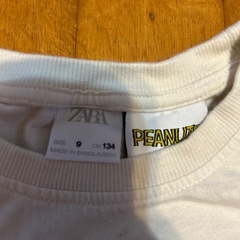 ZARA
SIZE 9 CM 134
MADE IN BANGLADESH
PEANUTS